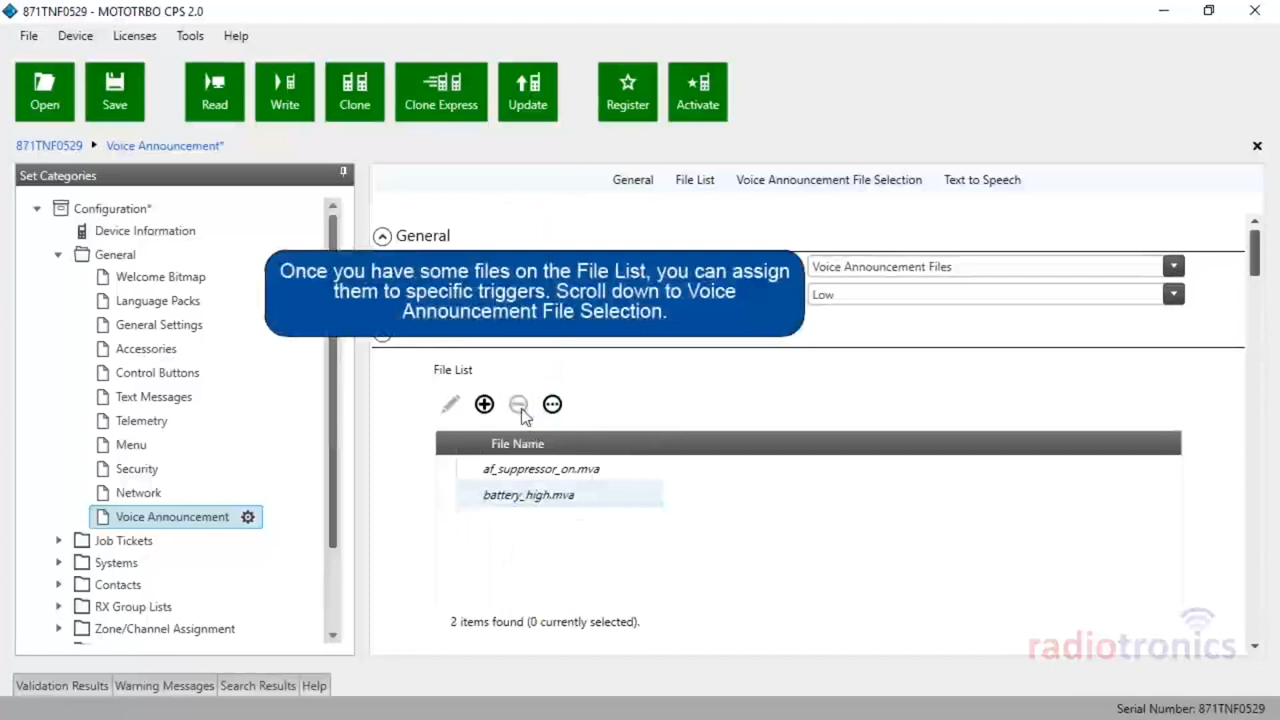 871TNF0529 - MOTOTRBO CPS 2.0
File Device Licenses Tools Help
Open Save Read Write Clone Clone Express Update Register Activate
871TNF0529 Voice Announcement*
Set Categories
General File List Voice Announcement File Selection Text to Speech
Configuration*
Device Information
General
Welcome Bitmap
Language Packs
General Settings
Accessories
Control Buttons
Text Messages
Telemetry
Menu
Security
Network
Voice Announcement
Job Tickets
Systems
Contacts
RX Group Lists
Zone/Channel Assignment
General
Once you have some files on the File List, you can assign
them to specific triggers. Scroll down to Voice
Announcement File Selection.
Voice Announcement Files
Low
File List
File Name
af_suppressor_on.mva
battery_high.mva
2 items found (0 currently selected).
radiotronics
Validation Results Warning Messages Search Results Help
Serial Number: 871TNF0529